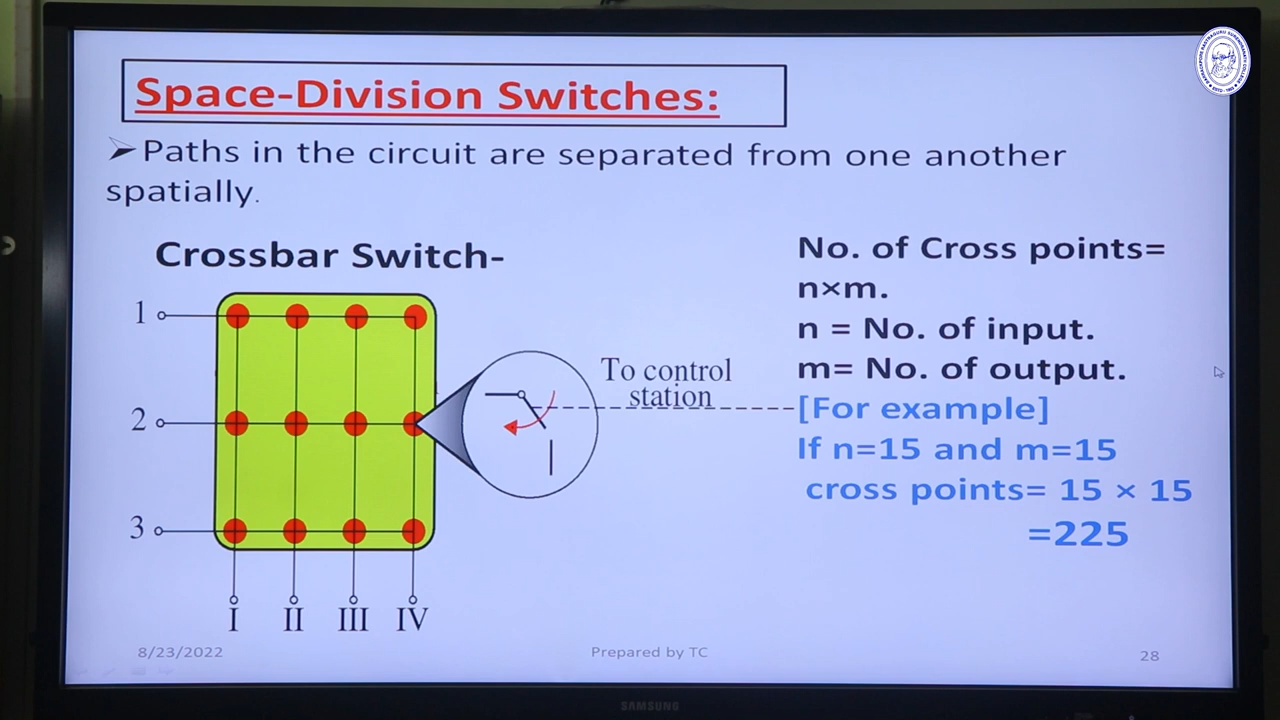 Space-Division Switches:
➢Paths in the circuit are separated from one another
spatially.
Crossbar Switch-
1
2
3
I II III IV
To control
station
No. of Cross points=
n×m.
n = No. of input.
m= No. of output.
[For example]
If n=15 and m=15
cross points= 15 × 15
=225
8/23/2022
Prepared by TC
28
SAMSUNG